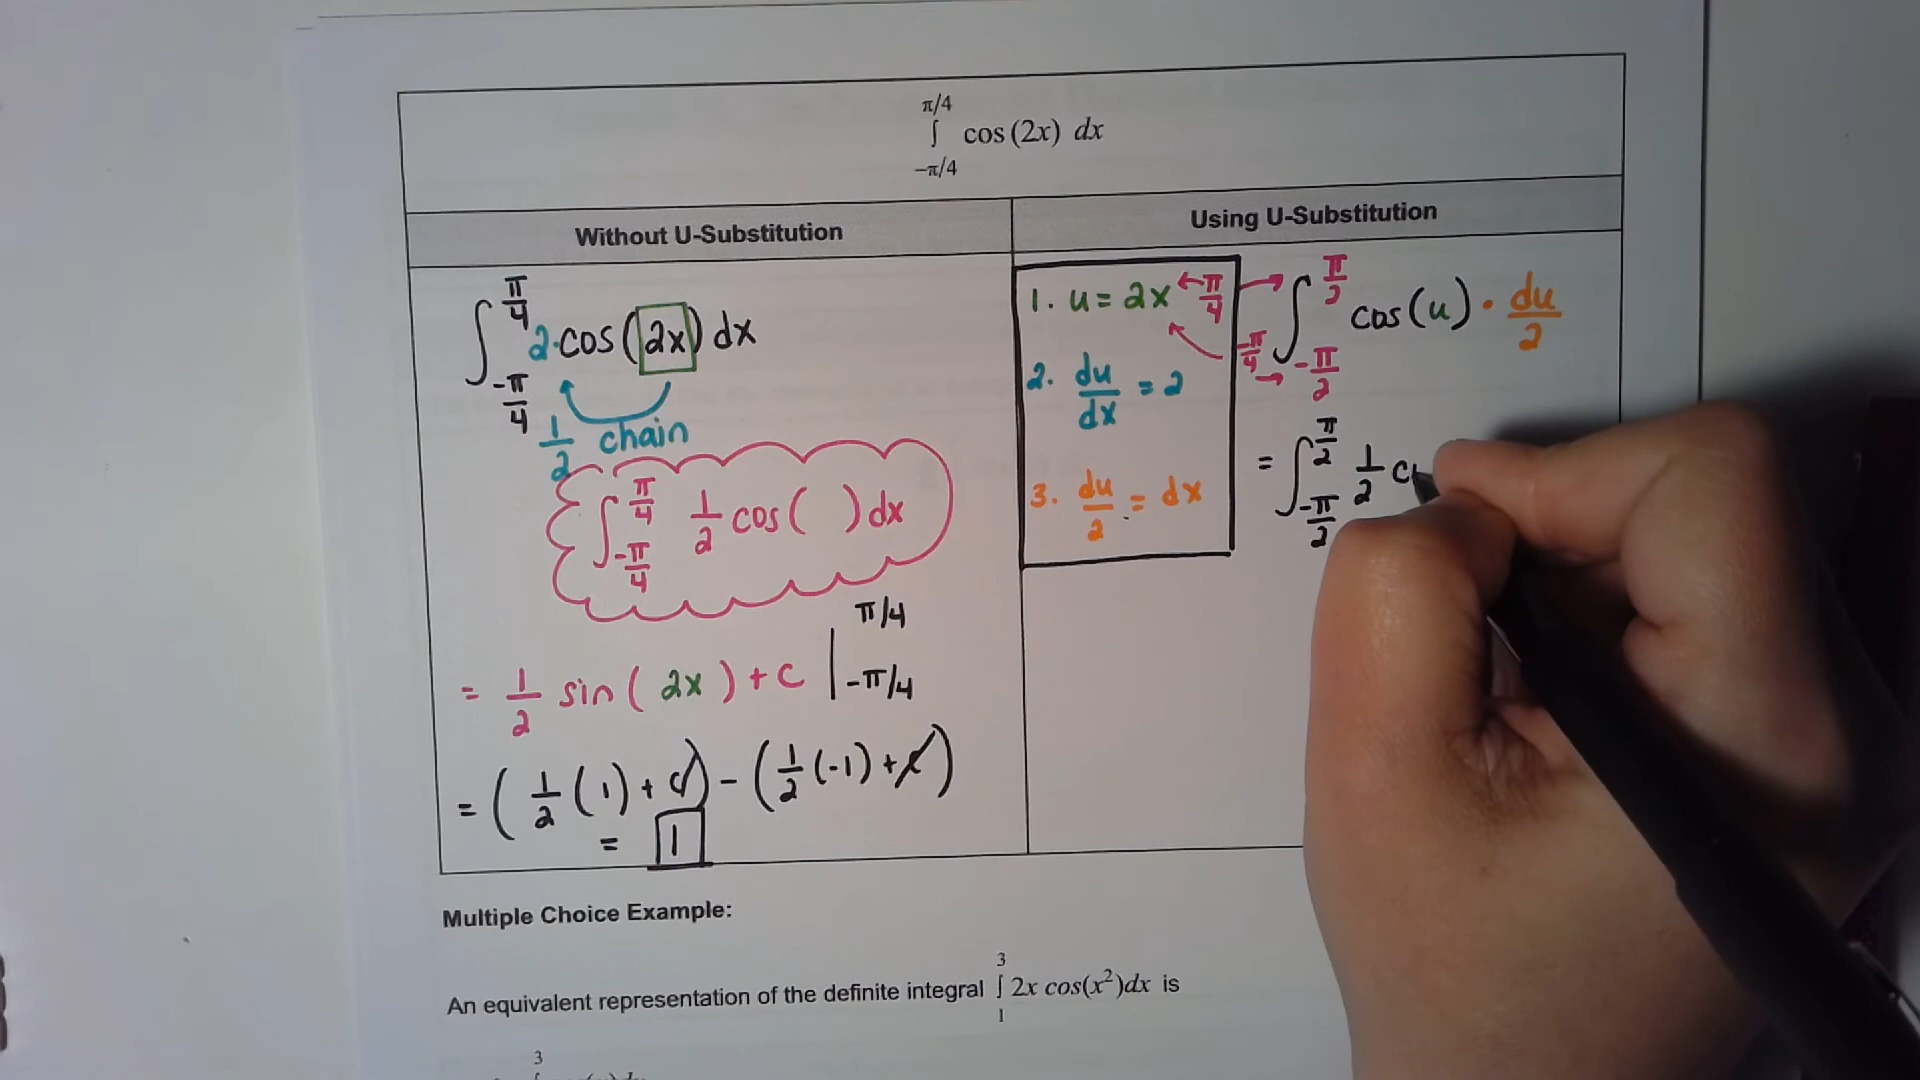 π/4
∫ cos (2x) dx
−π/4
Without U-Substitution
Using U-Substitution
∫ π/4 -π/4 2·cos(2x) dx
1/2 chain
∫ π/4 -π/4 1/2 cos( )dx
= 1/2 sin( 2x ) + C | π/4 -π/4
= (1/2 (1) + C) - (1/2 (-1) + C)
= 1
1. u = 2x π/4
-π/4
2. du/dx = 2
3. du/2 = dx
∫ π/2 -π/2 cos(u) · du/2
= ∫ π/2 -π/2 1/2 c
Multiple Choice Example:
3
An equivalent representation of the definite integral ∫ 2x cos(x²)dx is
1
3